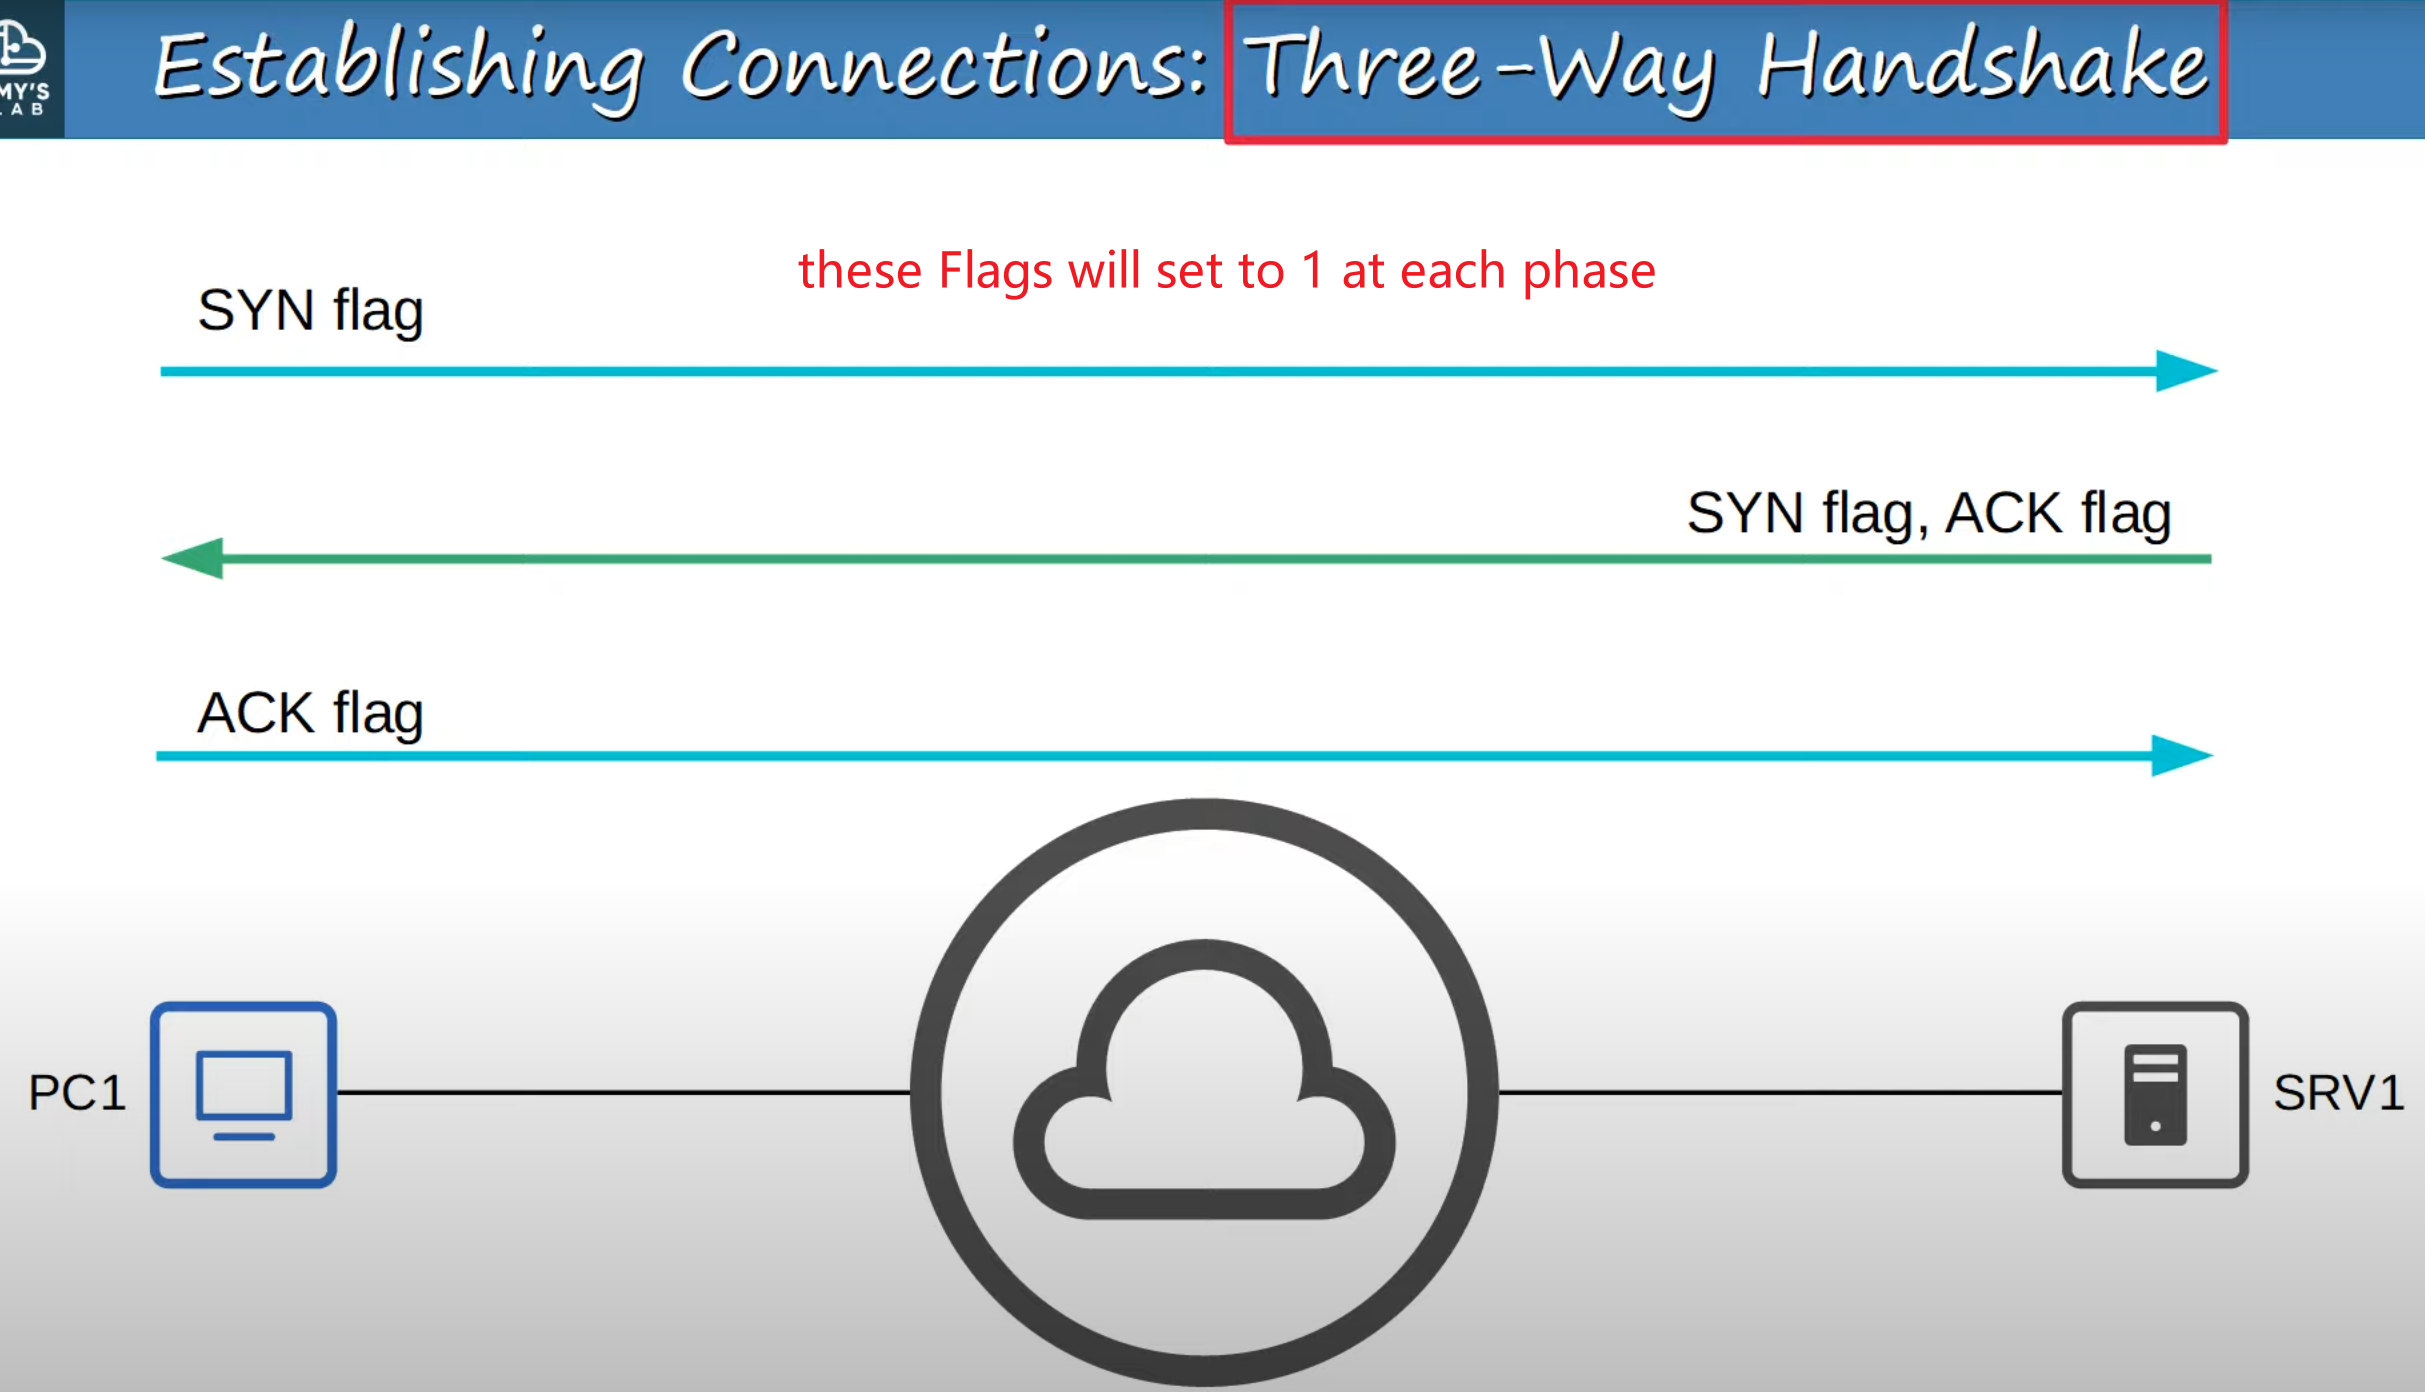 MY'S
LAB
Establishing Connections: Three-Way Handshake
these Flags will set to 1 at each phase
SYN flag
SYN flag, ACK flag
ACK flag
PC1
SRV1